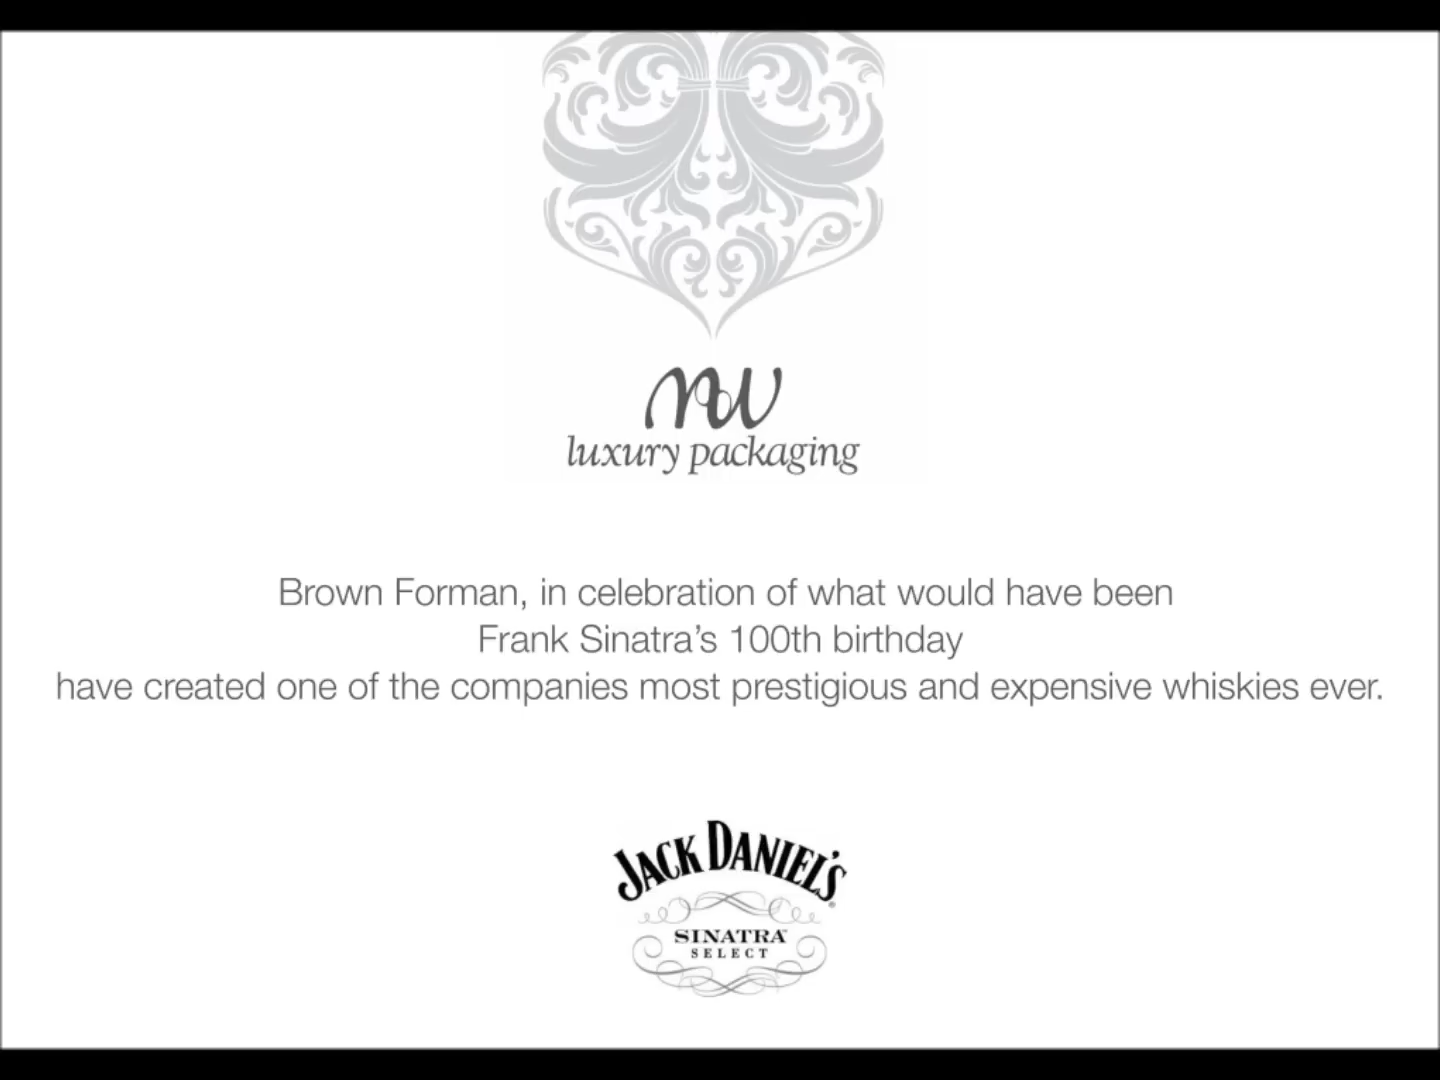 MW
luxury packaging
Brown Forman, in celebration of what would have been
Frank Sinatra’s 100th birthday
have created one of the companies most prestigious and expensive whiskies ever.
JACK DANIEL'S
SINATRA
SELECT